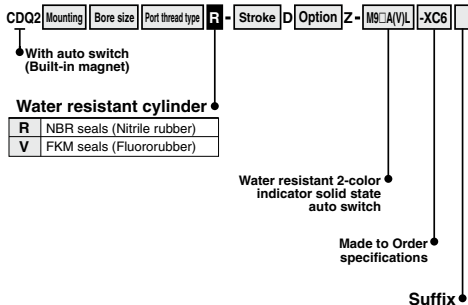 CDQ2 Mounting Bore size Port thread type R - Stroke D Option Z - M9□A(V)L -XC6
With auto switch
(Built-in magnet)
Water resistant cylinder
R NBR seals (Nitrile rubber)
V FKM seals (Fluororubber)
Water resistant 2-color
indicator solid state
auto switch
Made to Order
specifications
Suffix